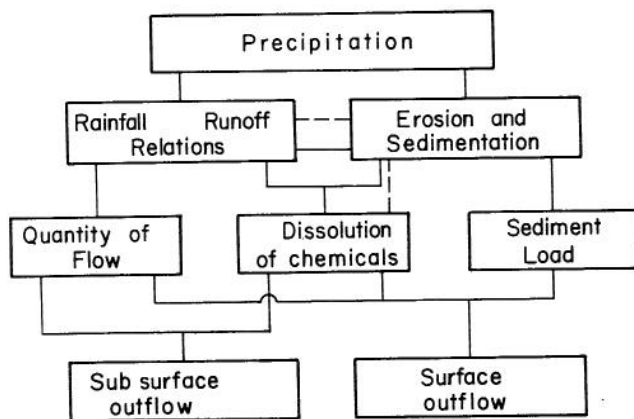 Precipitation
Rainfall Runoff
Relations
Erosion and
Sedimentation
Quantity of
Flow
Dissolution
of chemicals
Sediment
Load
Sub surface
outflow
Surface
outflow